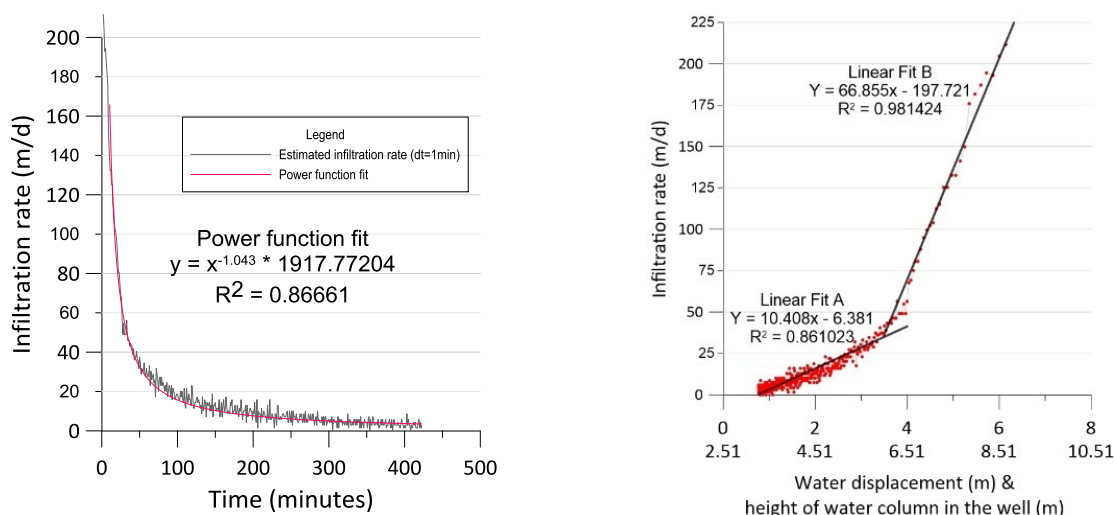 Infiltration rate (m/d)
200
180
160
140
120
100
80
60
40
20
0
Legend
Estimated infiltration rate (dt=1min)
Power function fit
Power function fit
y = x^-1.043 * 1917.77204
R2 = 0.86661
0 100 200 300 400 500
Time (minutes)
Infiltration rate (m/d)
225
200
175
150
125
100
75
50
25
0
Linear Fit B
Y = 66.855x - 197.721
R² = 0.981424
Linear Fit A
Y = 10.408x - 6.381
R² = 0.861023
0 2 4 6 8
2.51 4.51 6.51 8.51 10.51
Water displacement (m) &
height of water column in the well (m)